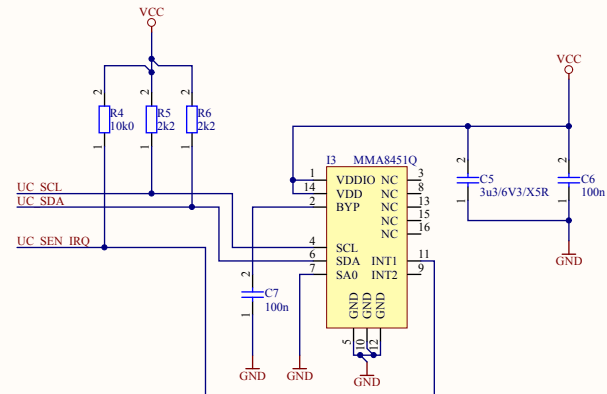 VCC
VCC
2
2
2
R4
10k0
R5
2k2
R6
2k2
1
1
1
I3 MMA8451Q
1 VDDIO NC 3
14 VDD NC 8
2 BYP NC 13
NC 15
NC 16
4 SCL
6 SDA INT1 11
7 SA0 INT2 9
GND GND GND
5 10 12
GND
2
C5
3u3/6V3/X5R
1
2
C6
100n
1
GND
UC_SCL
UC_SDA
UC_SEN_IRQ
2
C7
100n
1
GND
GND